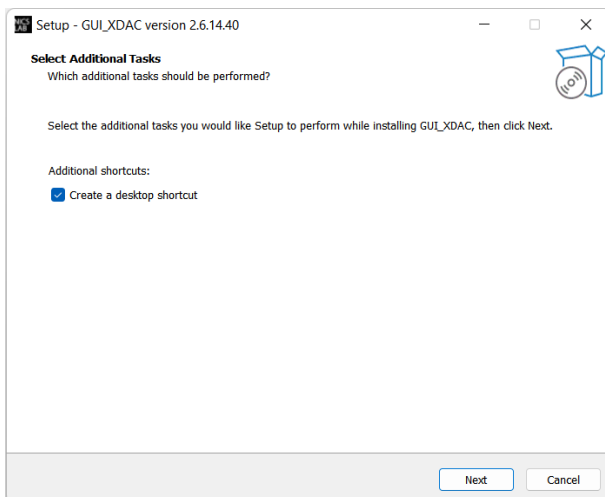 NICS
LAB
Setup - GUI_XDAC version 2.6.14.40
Select Additional Tasks
Which additional tasks should be performed?
Select the additional tasks you would like Setup to perform while installing GUI_XDAC, then click Next.
Additional shortcuts:
Create a desktop shortcut
Next
Cancel